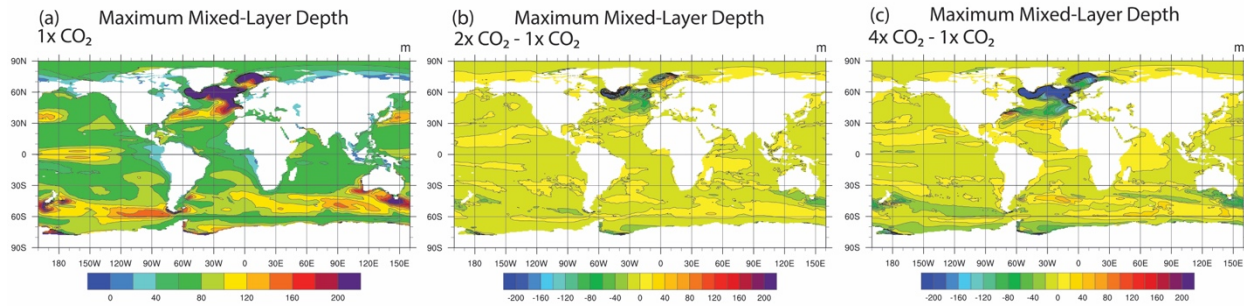 (a) Maximum Mixed-Layer Depth
1x CO₂ m
90N
60N
30N
0
30S
60S
90S
180 150W 120W 90W 60W 30W 0 30E 60E 90E 120E 150E
0 40 80 120 160 200
(b) Maximum Mixed-Layer Depth
2x CO₂ - 1x CO₂ m
90N
60N
30N
0
30S
60S
90S
180 150W 120W 90W 60W 30W 0 30E 60E 90E 120E 150E
-200 -160 -120 -80 -40 0 40 80 120 160 200
(c) Maximum Mixed-Layer Depth
4x CO₂ - 1x CO₂ m
90N
60N
30N
0
30S
60S
90S
180 150W 120W 90W 60W 30W 0 30E 60E 90E 120E 150E
-200 -160 -120 -80 -40 0 40 80 120 160 200